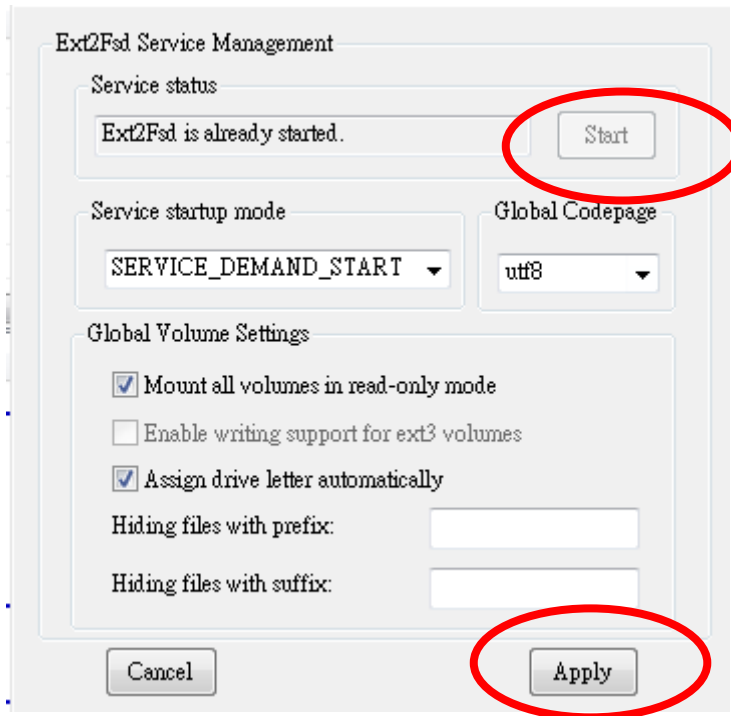 Ext2Fsd Service Management
Service status
Ext2Fsd is already started.
Start
Service startup mode
Global Codepage
SERVICE_DEMAND_START
utf8
Global Volume Settings
Mount all volumes in read-only mode
Enable writing support for ext3 volumes
Assign drive letter automatically
Hiding files with prefix:
Hiding files with suffix:
Cancel
Apply